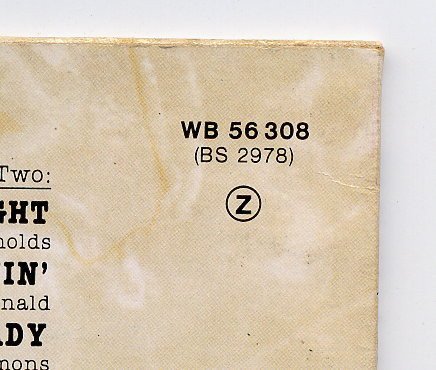 WB 56 308
(BS 2978)
Z
Two:
GHT
nolds
IN'
nald
ADY
mons